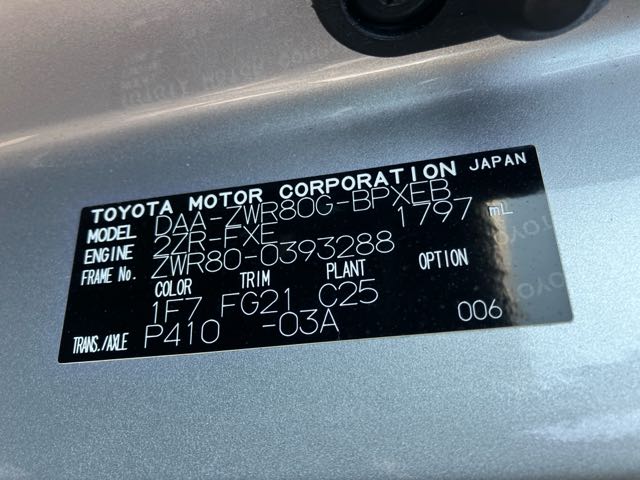 TOYOTA MOTOR CORPORATION JAPAN
MODEL DAA-ZWR80G-BPXEB
ENGINE 2ZR-FXE 1797 mL
FRAME No. ZWR80-0393288
COLOR TRIM PLANT OPTION
1F7 FG21 C25
TRANS./AXLE P410 -03A 006